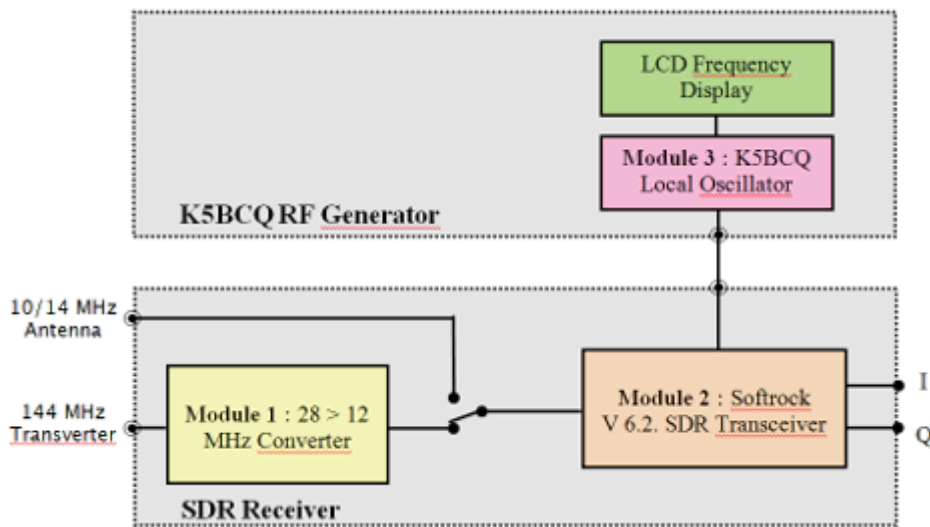 LCD Frequency
Display
Module 3 : K5BCQ
Local Oscillator
K5BCQ RF Generator
10/14 MHz
Antenna
144 MHz
Transverter
Module 1 : 28 > 12
MHz Converter
Module 2 : Softrock
V 6.2. SDR Transceiver
I
Q
SDR Receiver